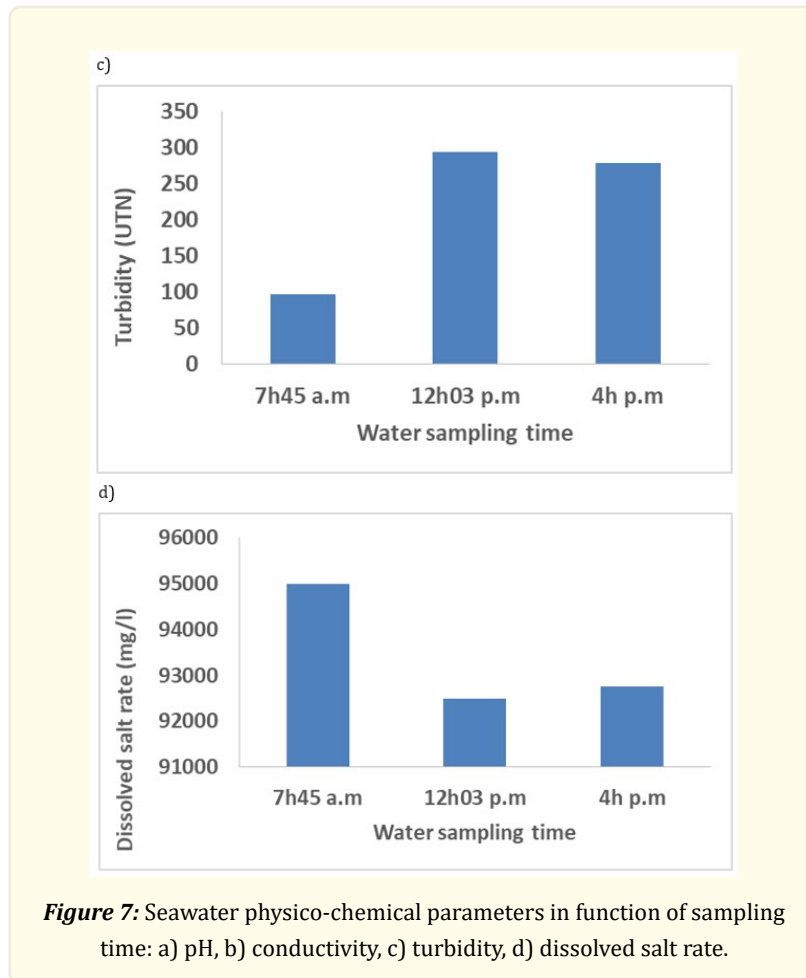 c)
350
300
250
200
150
100
50
0
Turbidity (UTN)
7h45 a.m 12h03 p.m 4h p.m
Water sampling time
d)
96000
95000
94000
93000
92000
91000
Dissolved salt rate (mg/l)
7h45 a.m 12h03 p.m 4h p.m
Water sampling time
Figure 7: Seawater physico-chemical parameters in function of sampling
time: a) pH, b) conductivity, c) turbidity, d) dissolved salt rate.